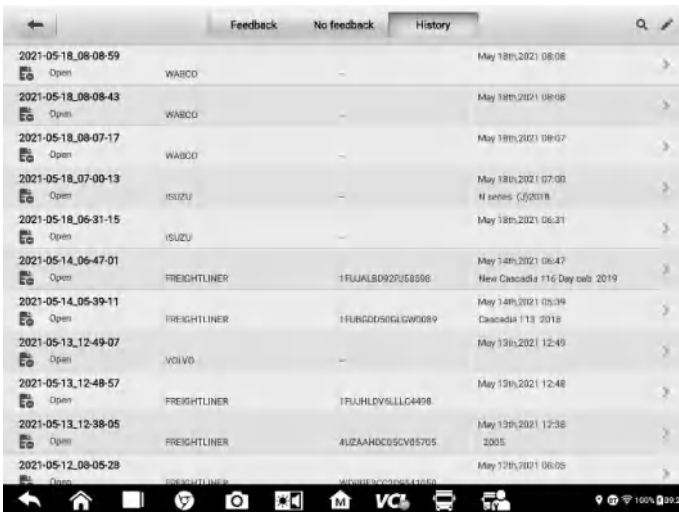 Feedback No feedback History
2021-05-18_08-08-59 May 18th,2021 08:08
Open WABCO --
2021-05-18_08-08-43 May 18th,2021 08:08
Open WABCO --
2021-05-18_08-07-17 May 18th,2021 08:07
Open WABCO --
2021-05-18_07-00-13 May 18th,2021 07:00
Open ISUZU -- N series (J)2018
2021-05-18_06-31-15 May 18th,2021 06:31
Open ISUZU --
2021-05-14_06-47-01 May 14th,2021 06:47
Open FREIGHTLINER New Cascadia 116 Day cab 2019
2021-05-14_05-39-11 May 14th,2021 05:39
Open FREIGHTLINER Cascadia 113 2018
2021-05-13_12-49-07 May 13th,2021 12:49
Open VOLVO --
2021-05-13_12-48-57 May 13th,2021 12:48
Open FREIGHTLINER
2021-05-13_12-38-05 May 13th,2021 12:38
Open FREIGHTLINER 4UZAAHDC05CV05705 2005
2021-05-12_08-05-28 May 12th,2021 08:05
Open FREIGHTLINER
M VCI BT 100%